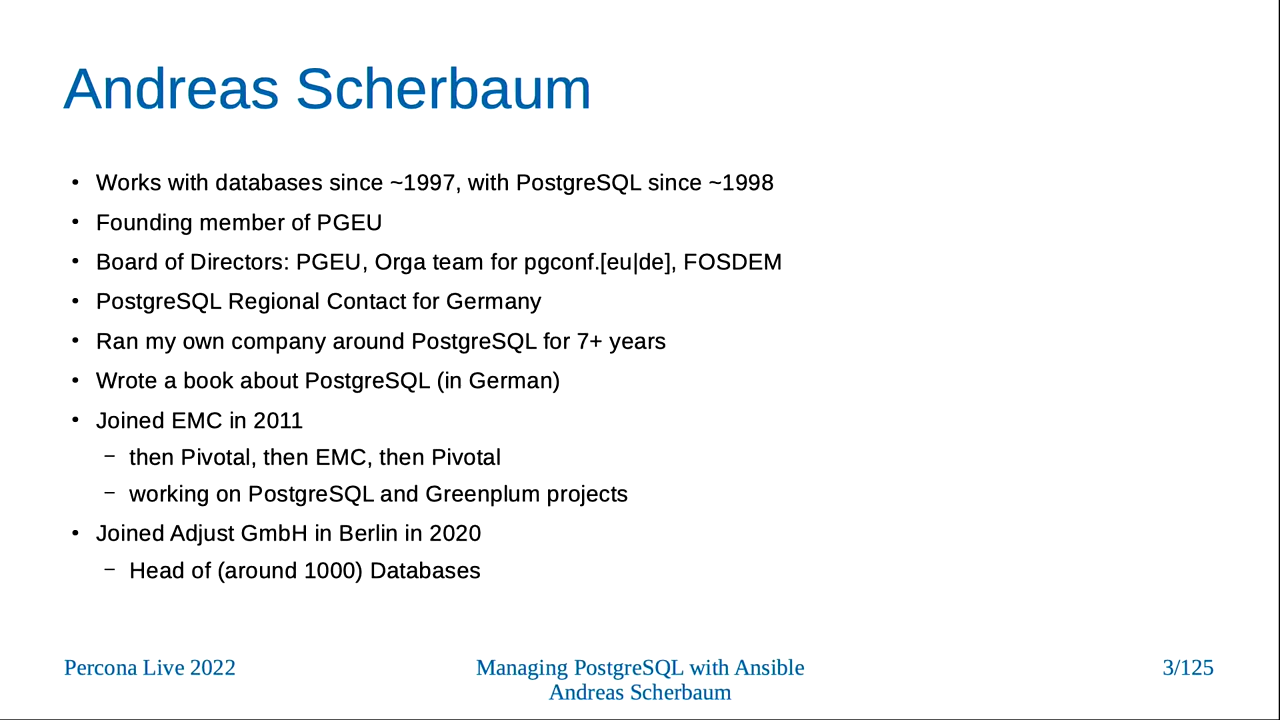 Andreas Scherbaum
• Works with databases since ~1997, with PostgreSQL since ~1998
• Founding member of PGEU
• Board of Directors: PGEU, Orga team for pgconf.[eu|de], FOSDEM
• PostgreSQL Regional Contact for Germany
• Ran my own company around PostgreSQL for 7+ years
• Wrote a book about PostgreSQL (in German)
• Joined EMC in 2011
– then Pivotal, then EMC, then Pivotal
– working on PostgreSQL and Greenplum projects
• Joined Adjust GmbH in Berlin in 2020
– Head of (around 1000) Databases
Percona Live 2022
Managing PostgreSQL with Ansible
Andreas Scherbaum
3/125